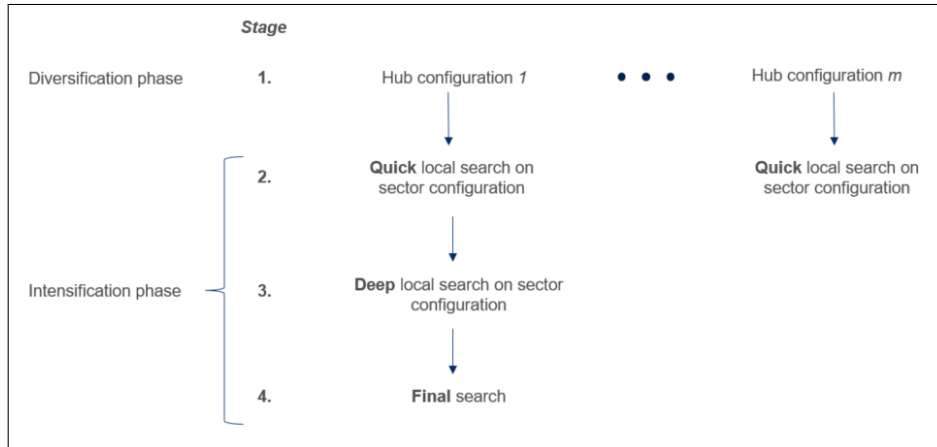 Stage
Diversification phase
1.
Hub configuration 1
Hub configuration m
2.
Quick local search on
sector configuration
Quick local search on
sector configuration
Intensification phase
3.
Deep local search on sector
configuration
4.
Final search